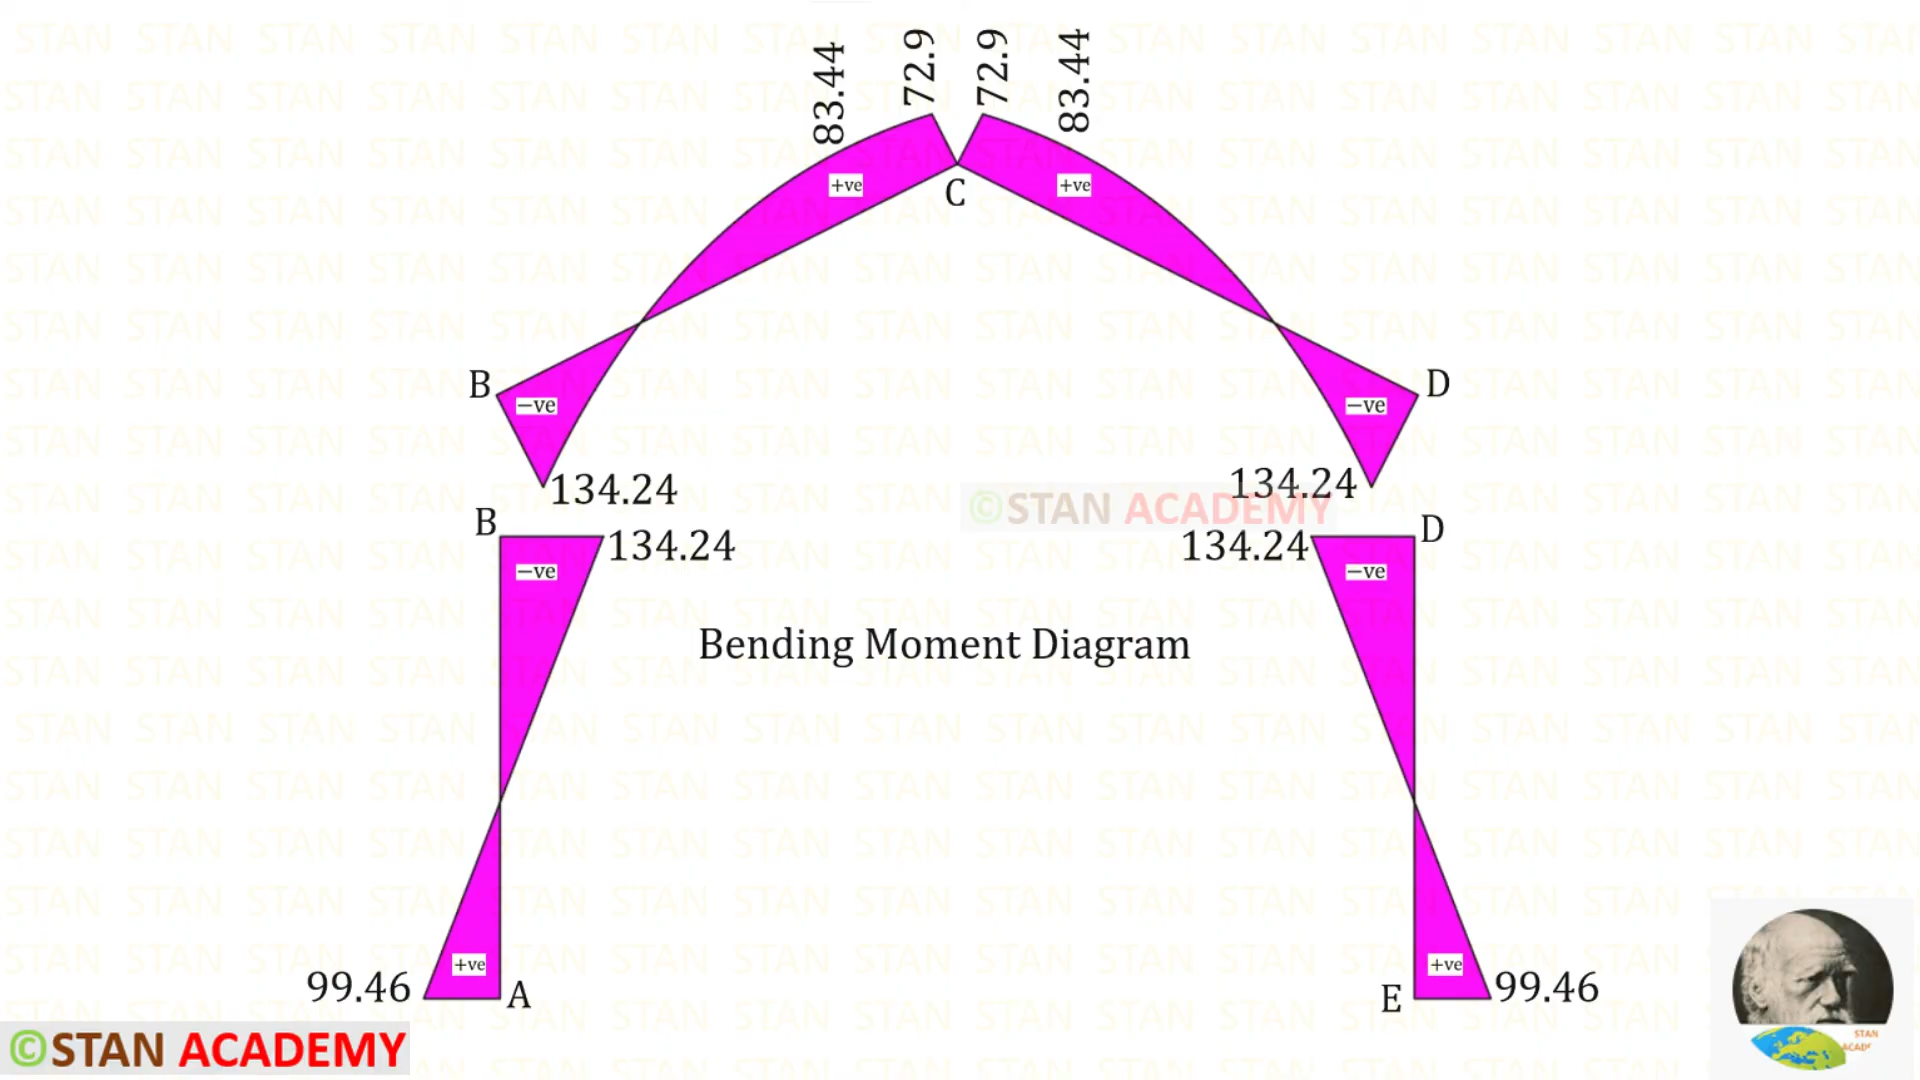 83.44
72.9
72.9
83.44
+ve
+ve
C
B
D
−ve
−ve
134.24
134.24
©STAN ACADEMY
B
D
134.24
134.24
−ve
−ve
Bending Moment Diagram
+ve
+ve
99.46
A
E
99.46
©STAN ACADEMY
STAN